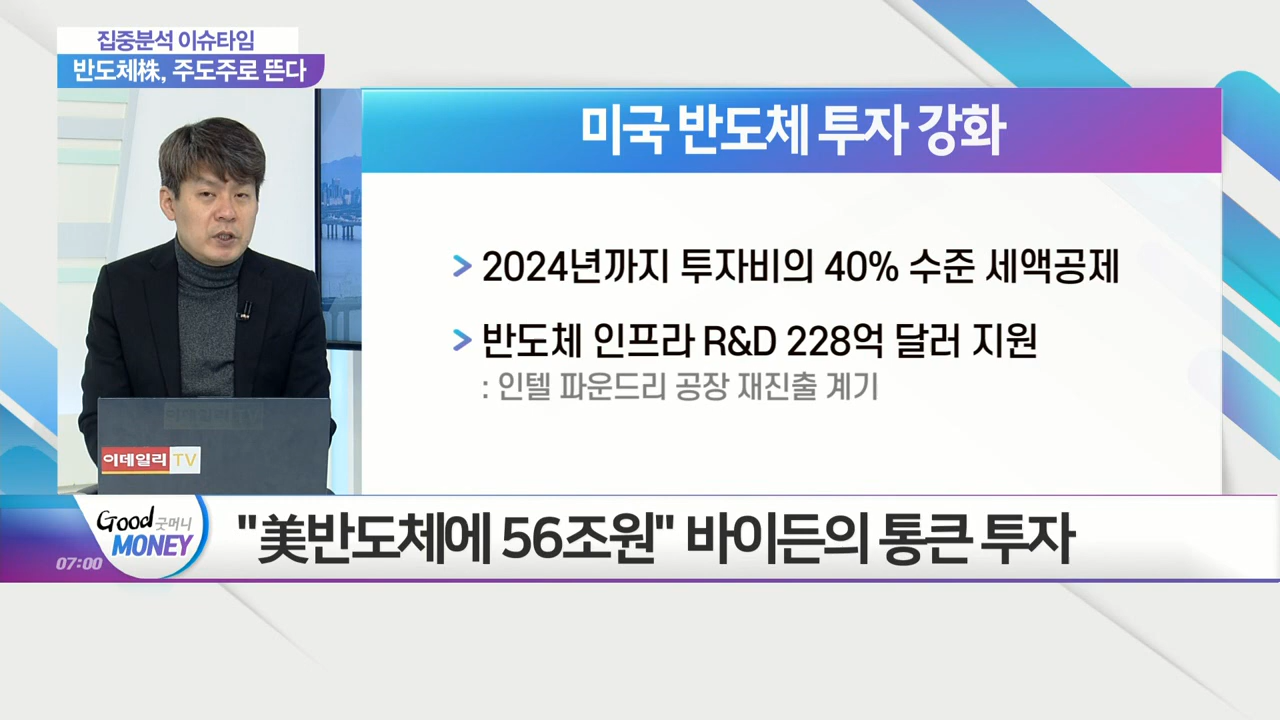 집중분석 이슈타임
반도체株, 주도주로 뜬다
미국 반도체 투자 강화
> 2024년까지 투자비의 40% 수준 세액공제
> 반도체 인프라 R&D 228억 달러 지원
: 인텔 파운드리 공장 재진출 계기
이데일리 TV
Good 굿머니
MONEY
07:00
"美반도체에 56조원" 바이든의 통큰 투자